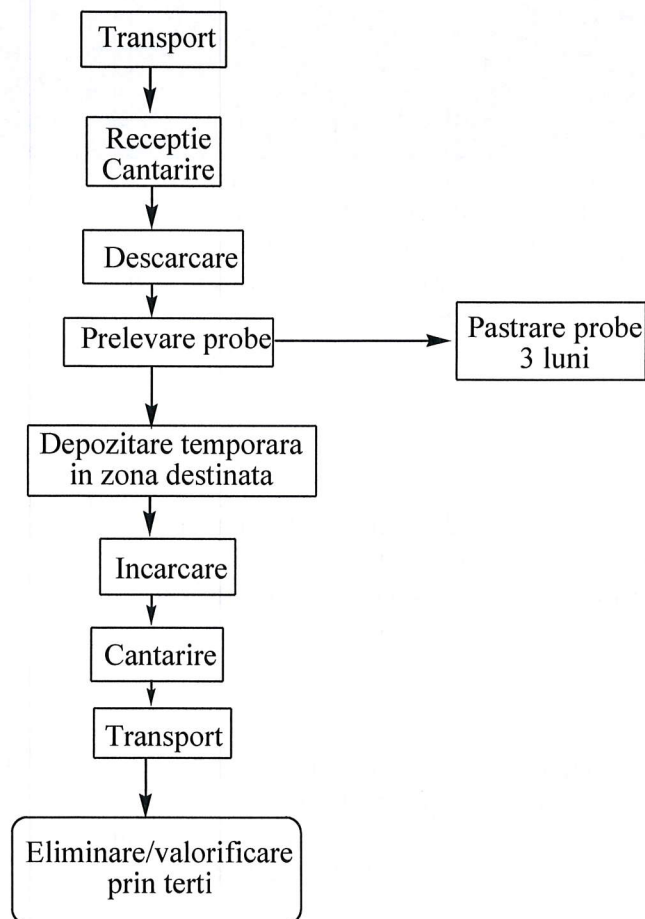 Transport
Receptie
Cantarire
Descarcare
Prelevare probe
Pastrare probe
3 luni
Depozitare temporara
in zona destinata
Incarcare
Cantarire
Transport
Eliminare/valorificare
prin terti